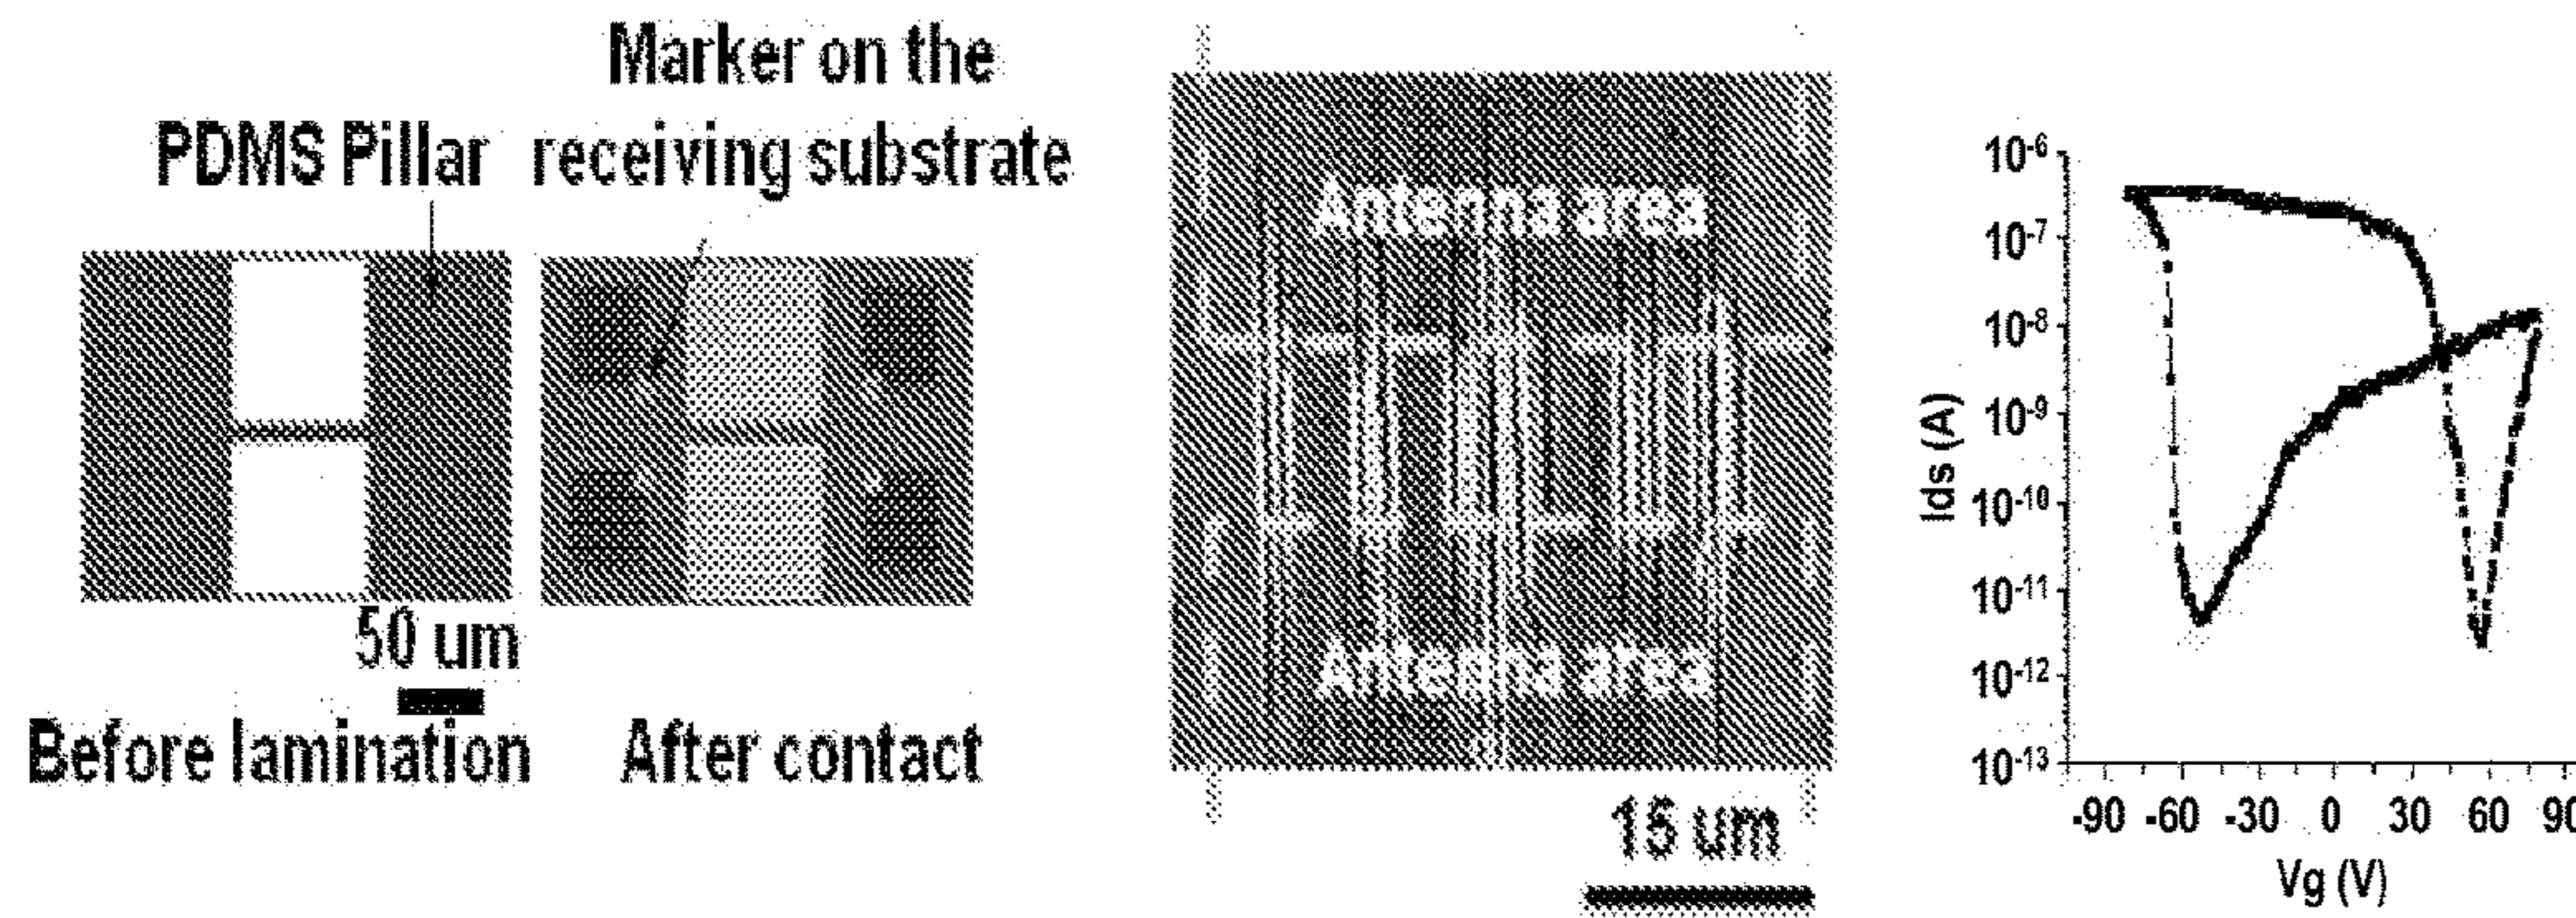 Marker on the
PDMS Pillar receiving substrate
50 um
Before lamination
After contact
Antenna area
Antenna area
15 um
Ids (A)
10-6
10-7
10-8
10-9
10-10
10-11
10-12
10-13
-90 -60 -30 0 30 60 90
Vg (V)